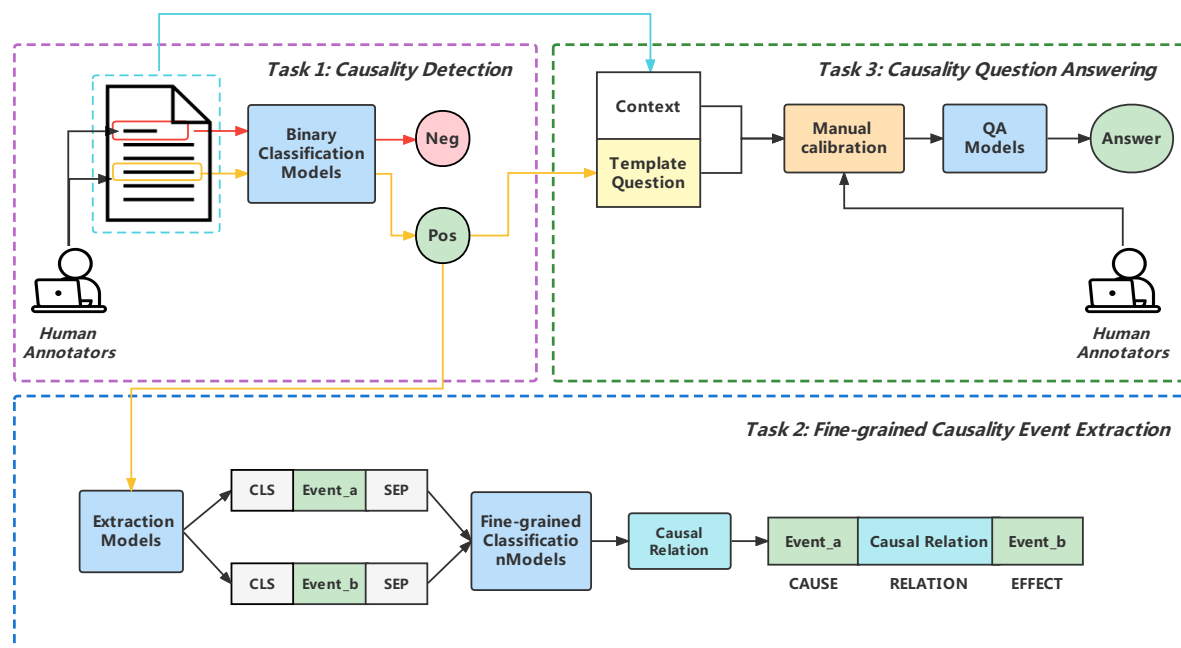 Task 1: Causality Detection
Binary
Classification
Models
Neg
Pos
Human
Annotators
Task 3: Causality Question Answering
Context
Template
Question
Manual
calibration
QA
Models
Answer
Human
Annotators
Task 2: Fine-grained Causality Event Extraction
Extraction
Models
CLS Event_a SEP
CLS Event_b SEP
Fine-grained
Classificatio
nModels
Causal
Relation
Event_a Causal Relation Event_b
CAUSE RELATION EFFECT